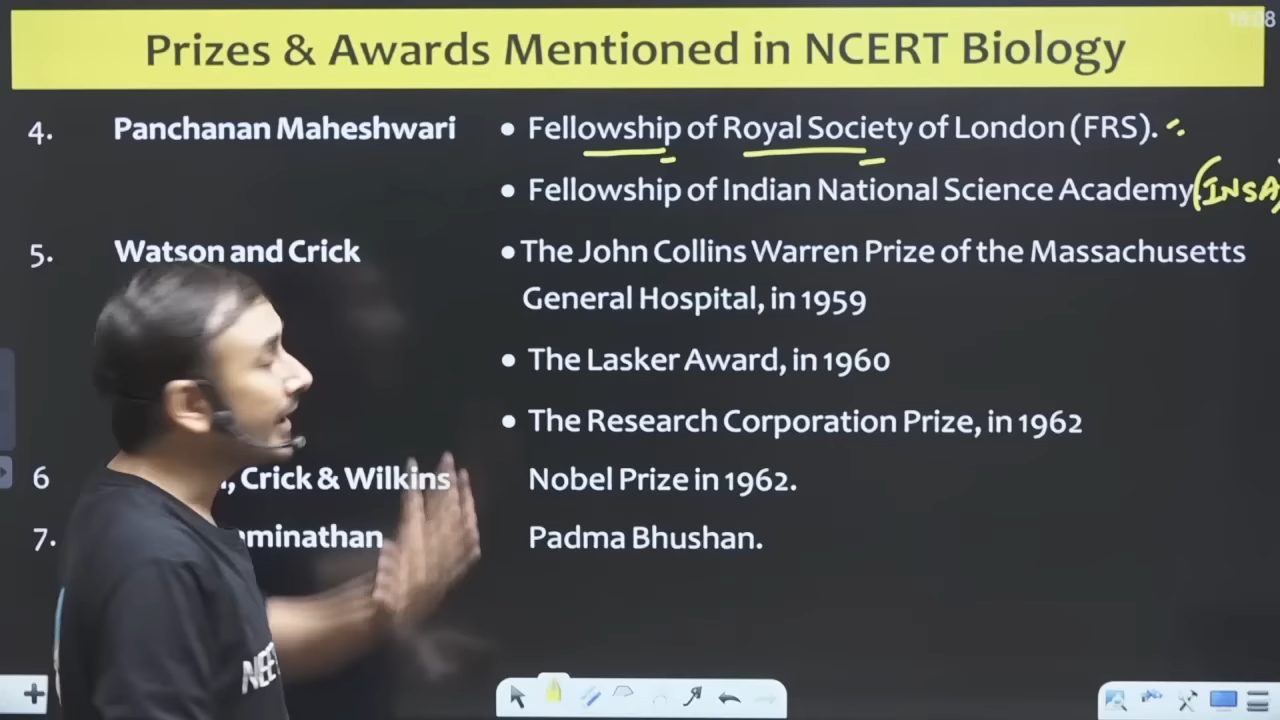 Prizes & Awards Mentioned in NCERT Biology
4. Panchanan Maheshwari • Fellowship of Royal Society of London (FRS).
• Fellowship of Indian National Science Academy (INSA)
5. Watson and Crick • The John Collins Warren Prize of the Massachusetts
General Hospital, in 1959
• The Lasker Award, in 1960
• The Research Corporation Prize, in 1962
6 , Crick & Wilkins Nobel Prize in 1962.
7. aminathan Padma Bhushan.
NEE